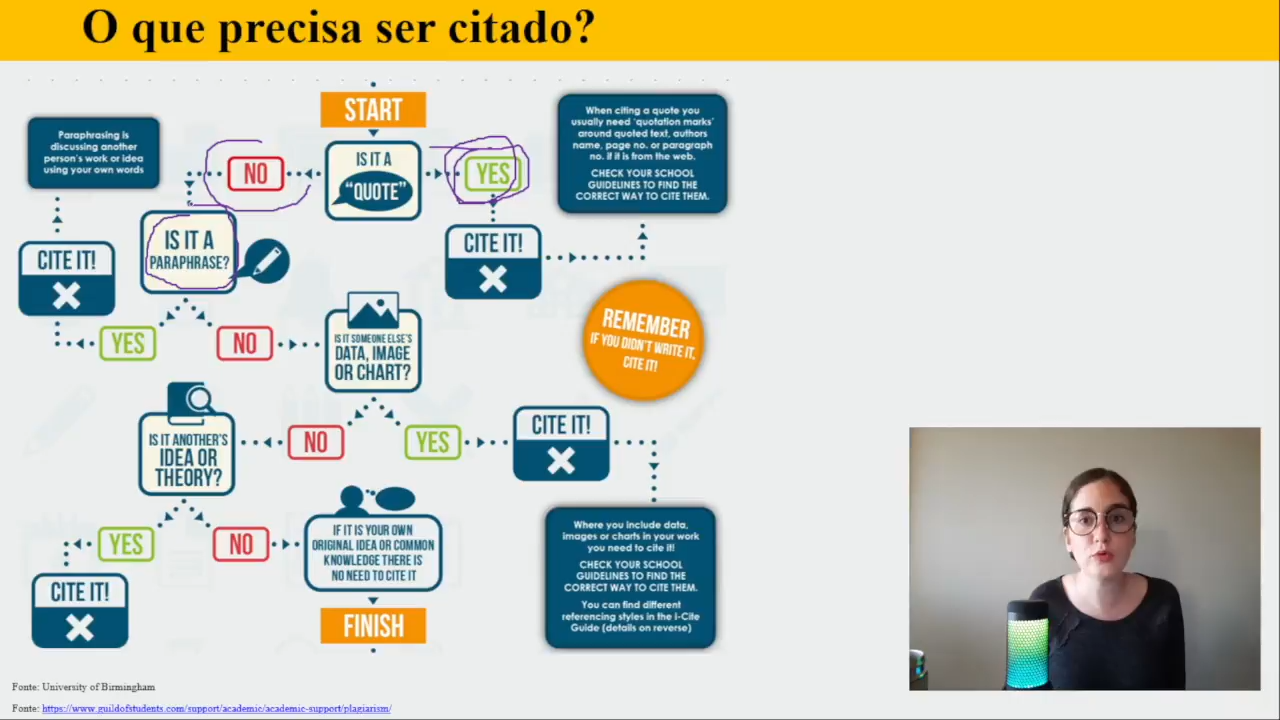 O que precisa ser citado?
START
IS IT A
"QUOTE"
NO
YES
Paraphrasing is
discussing another
person's work or idea
using your own words
When citing a quote you
usually need 'quotation marks'
around quoted text, authors
name, page no. or paragraph
no. if it is from the web.
CHECK YOUR SCHOOL
GUIDELINES TO FIND THE
CORRECT WAY TO CITE THEM.
IS IT A
PARAPHRASE?
CITE IT!
CITE IT!
YES
NO
IS IT SOMEONE ELSE'S
DATA, IMAGE
OR CHART?
REMEMBER
IF YOU DIDN'T WRITE IT,
CITE IT!
IS IT ANOTHER'S
IDEA OR
THEORY?
NO
YES
CITE IT!
YES
NO
IF IT IS YOUR OWN
ORIGINAL IDEA OR COMMON
KNOWLEDGE THERE IS
NO NEED TO CITE IT
Where you include data,
images or charts in your work
you need to cite it!
CHECK YOUR SCHOOL
GUIDELINES TO FIND THE
CORRECT WAY TO CITE THEM.
You can find different
referencing styles in the i-Cite
Guide (details on reverse)
CITE IT!
FINISH
Fonte: University of Birmingham
Fonte: https://www.guildofstudents.com/support/academic/academic-support/plagiarism/